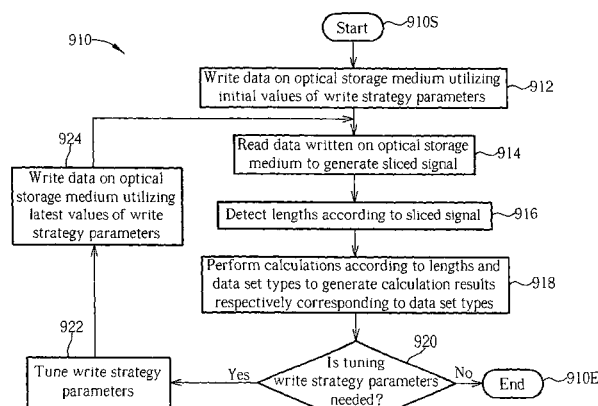 910
Start
910S
Write data on optical storage medium utilizing
initial values of write strategy parameters
912
924
Write data on optical
storage medium utilizing
latest values of write
strategy parameters
Read data written on optical storage
medium to generate sliced signal
914
Detect lengths according to sliced signal
916
Perform calculations according to lengths and
data set types to generate calculation results
respectively corresponding to data set types
918
922
Tune write strategy
parameters
Yes
920
Is tuning
write strategy parameters
needed?
No
End
910E